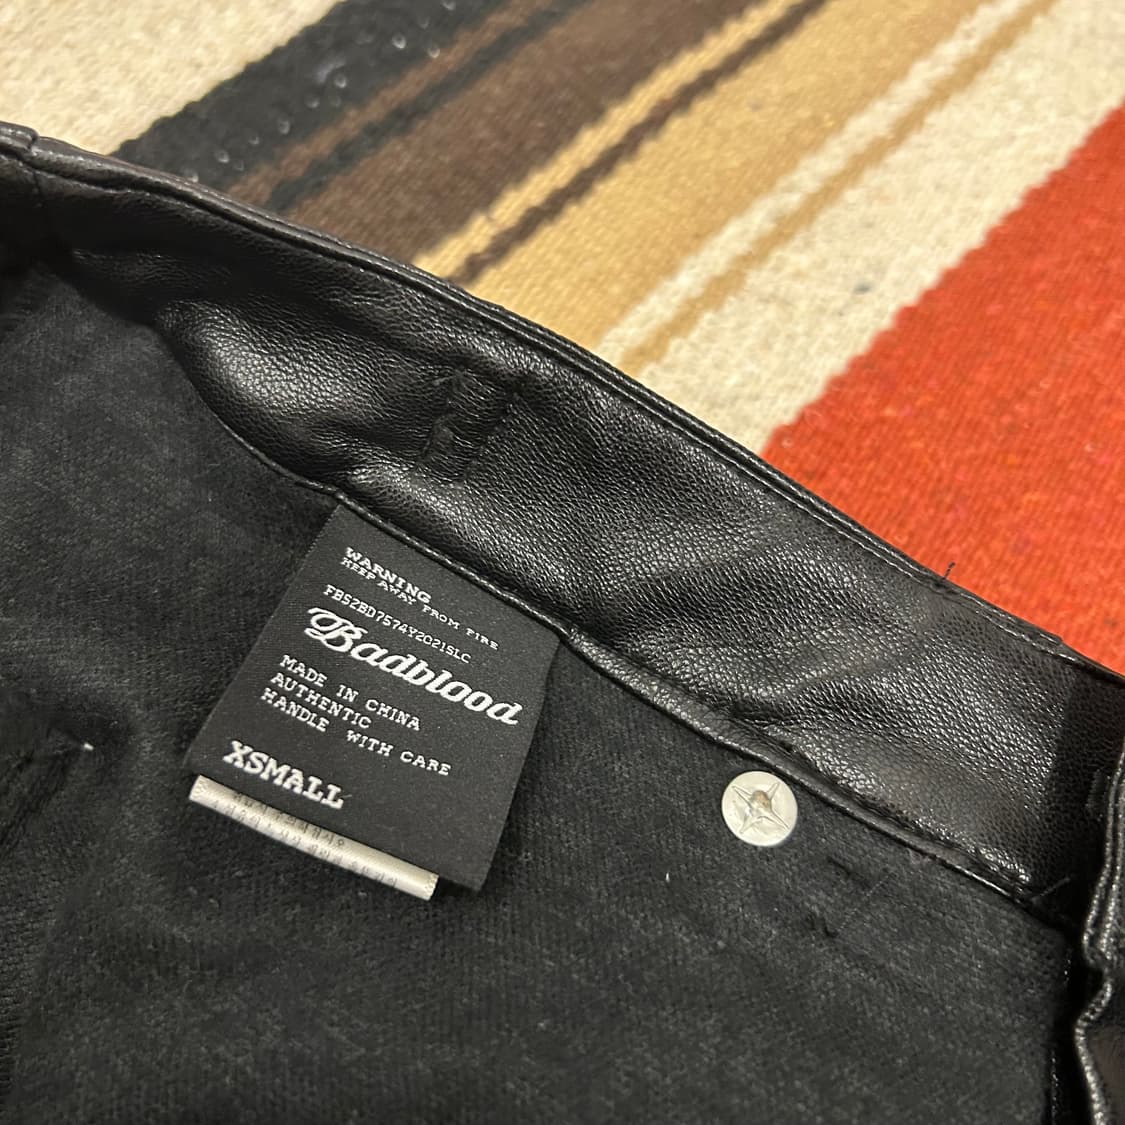 WARNING
KEEP AWAY FROM FIRE
FBS2BD7574Y2021SLC
Badblood
MADE IN CHINA
AUTHENTIC
HANDLE WITH CARE
XSMALL